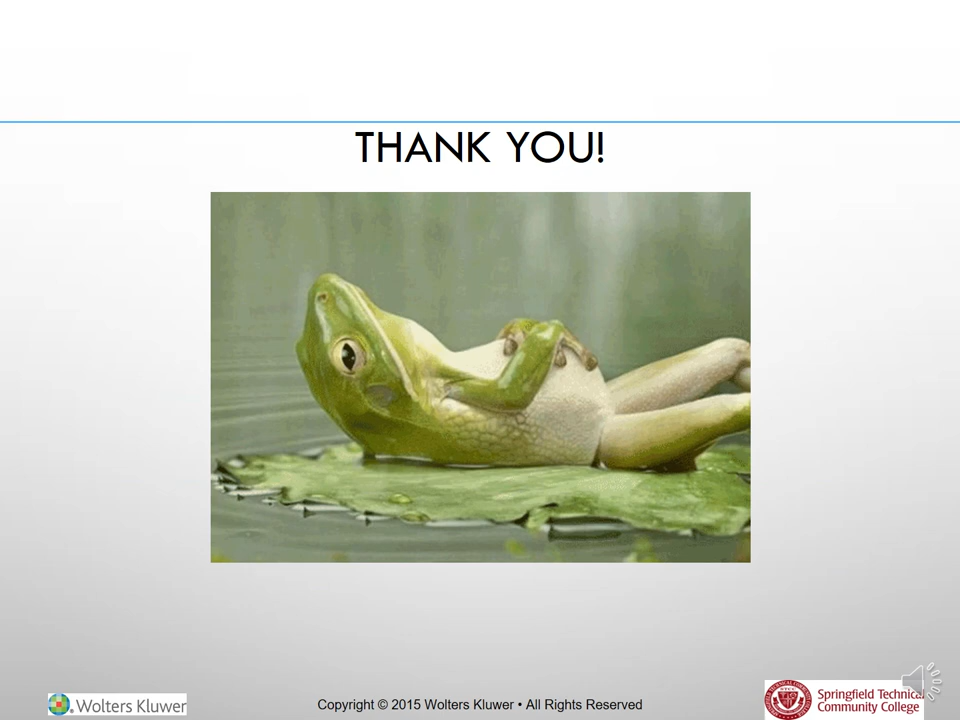 THANK YOU!
Wolters Kluwer
Copyright © 2015 Wolters Kluwer • All Rights Reserved
Springfield Technical
Community College